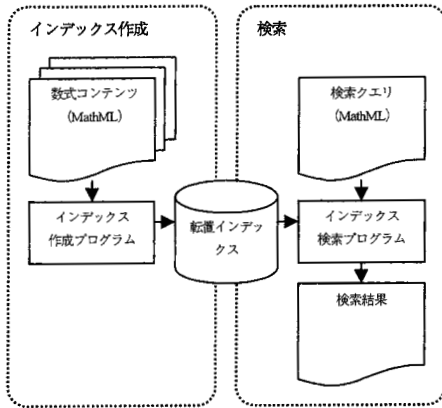 インデックス作成
数式コンテンツ
(MathML)
インデックス
作成プログラム
転置インデッ
クス
検索
検索クエリ
(MathML)
インデックス
検索プログラム
検索結果